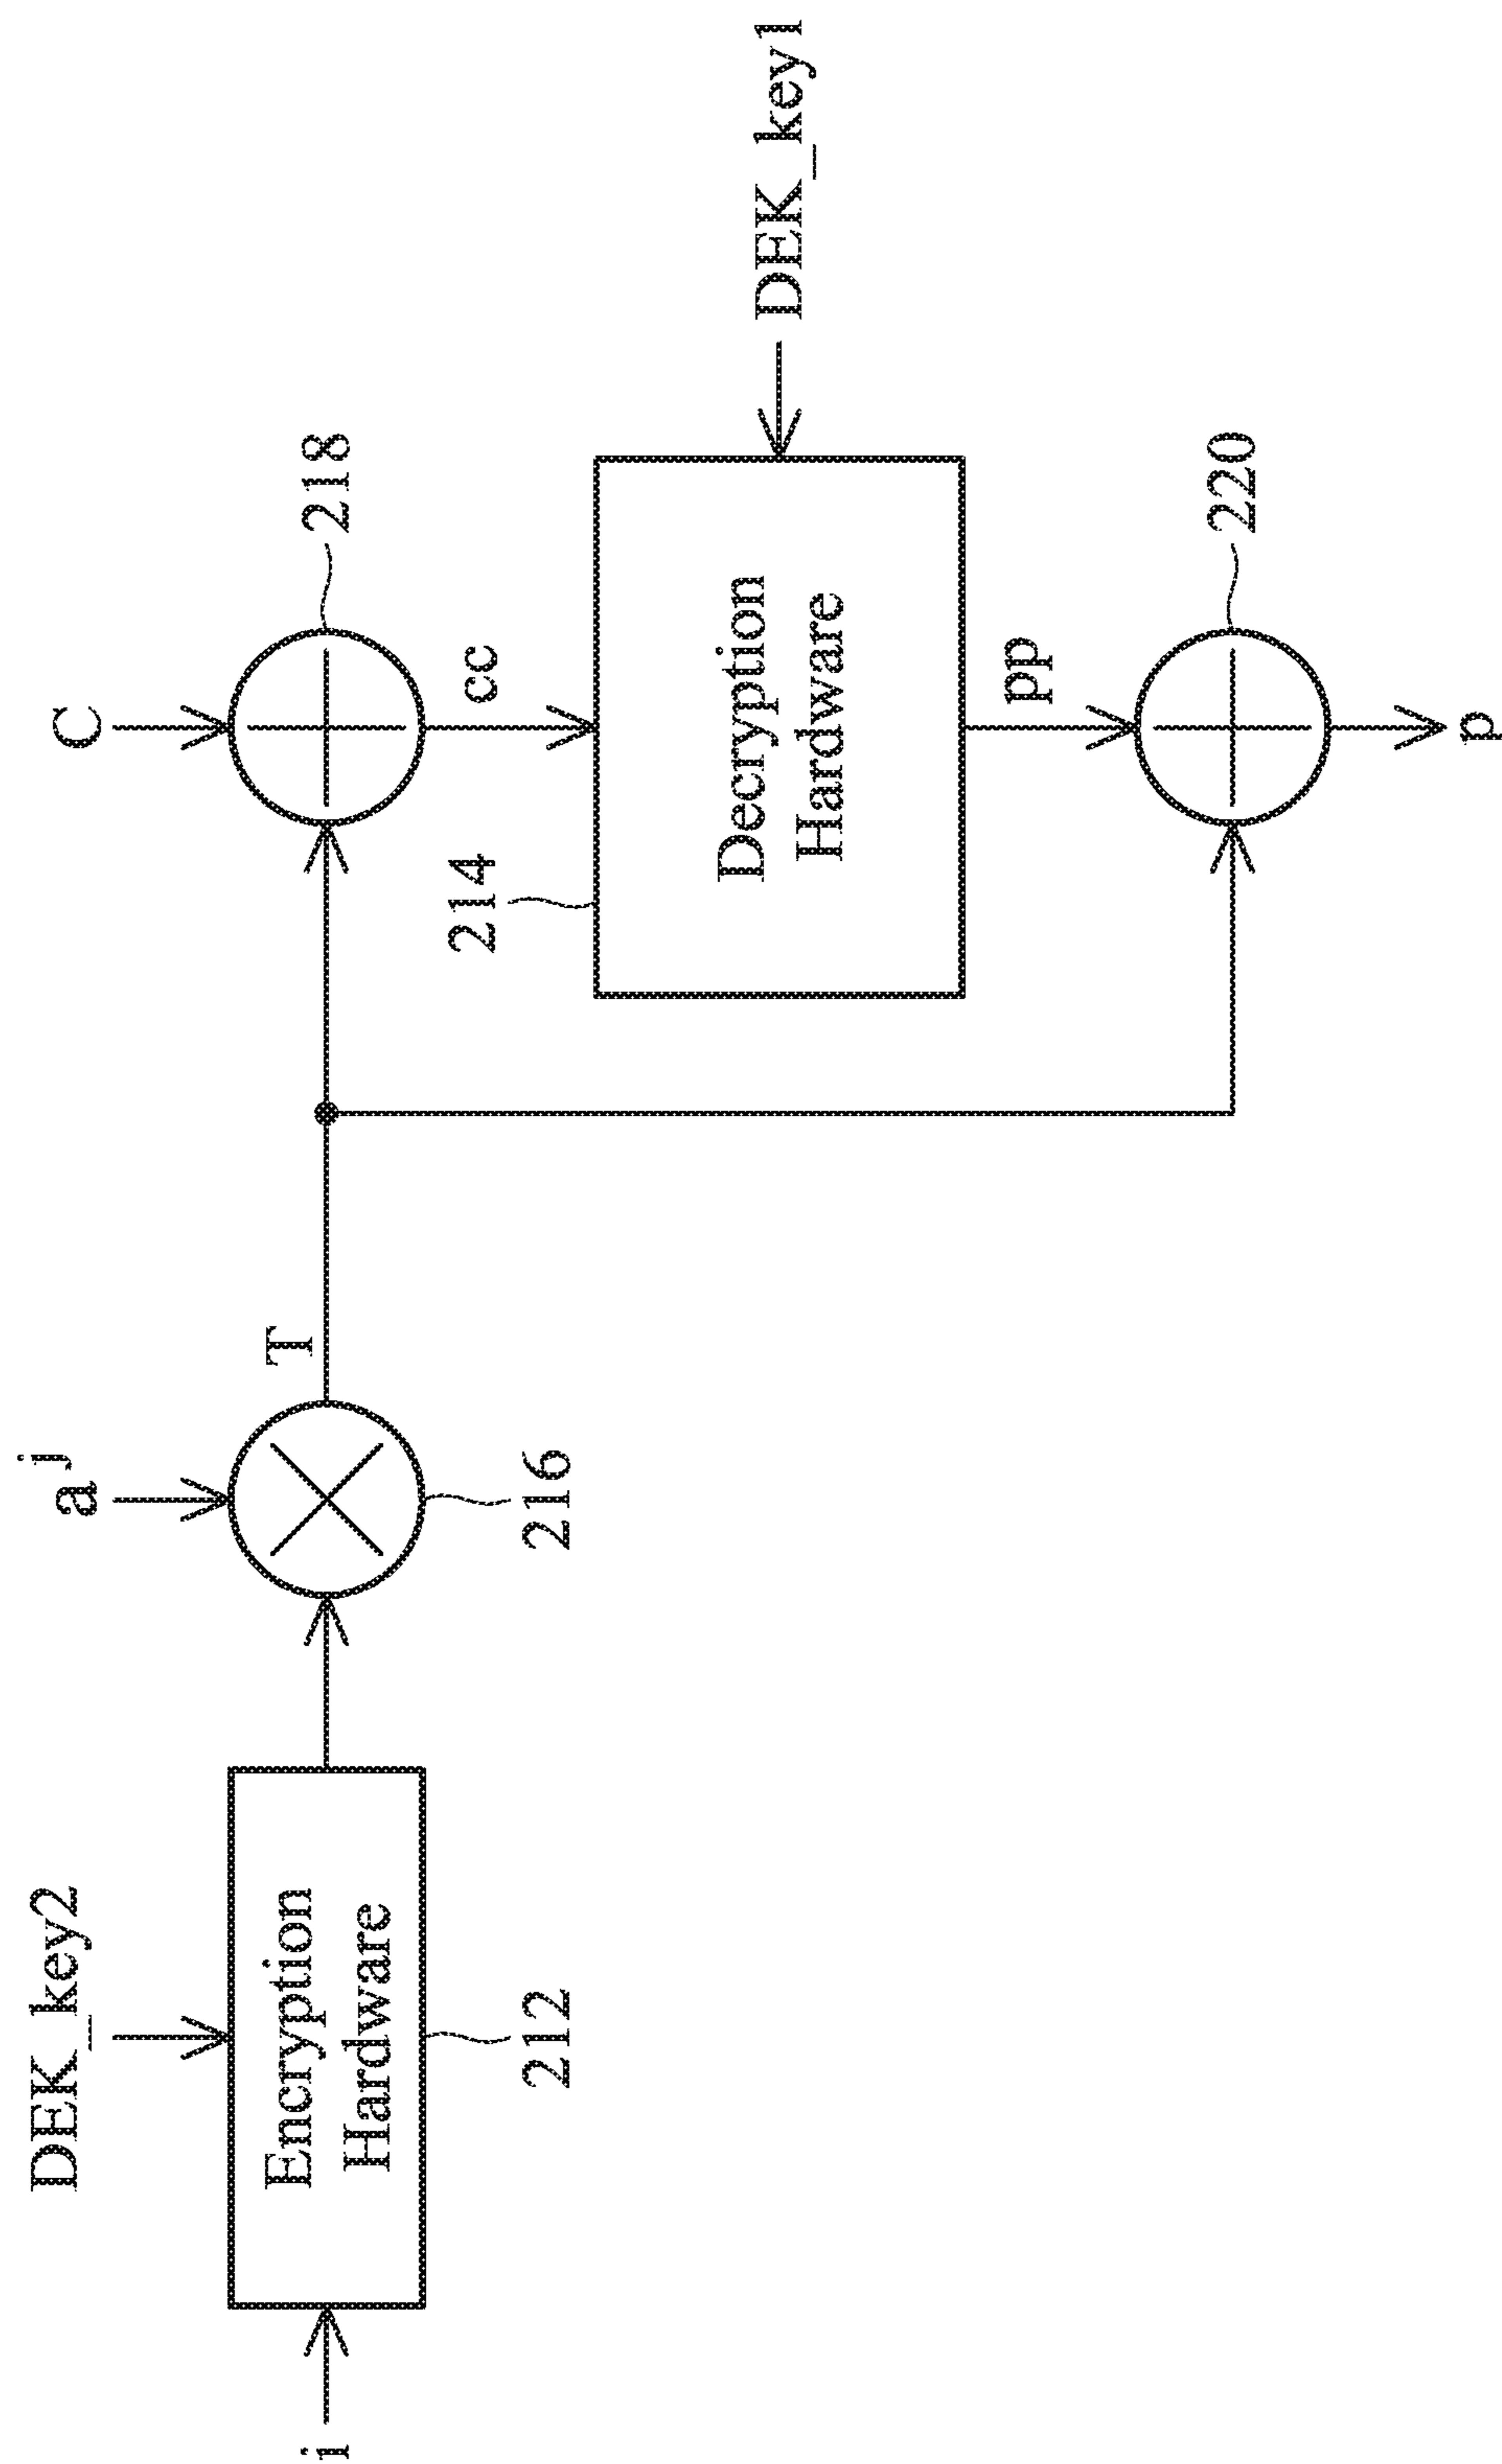 DEK_key2
i
Encryption
Hardware
212
a^j
216
T
C
218
cc
214
Decryption
Hardware
DEK_key1
pp
220
p